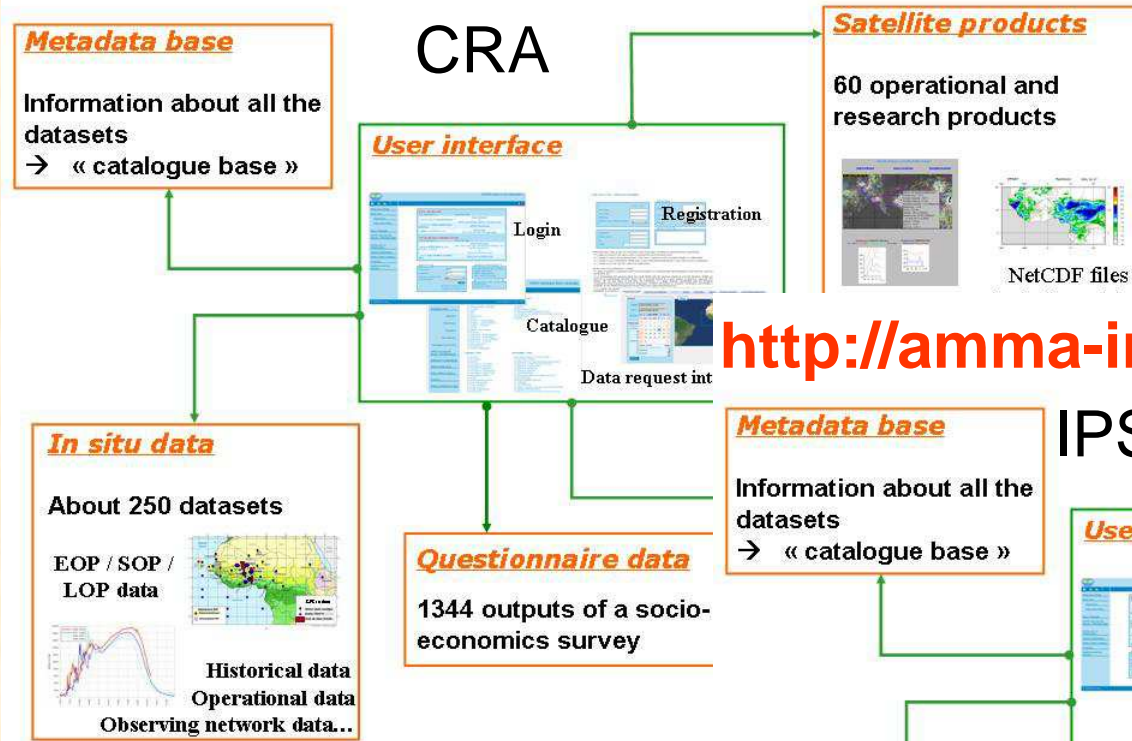 CRA
Metadata base
Information about all the
datasets
→ « catalogue base »
User interface
Login
Registration
Catalogue
Data request int
Satellite products
60 operational and
research products
NetCDF files
http://amma-i
In situ data
About 250 datasets
EOP / SOP /
LOP data
Historical data
Operational data
Observing network data...
Questionnaire data
1344 outputs of a socio-
economics survey
IPS
Metadata base
Information about all the
datasets
→ « catalogue base »
Use